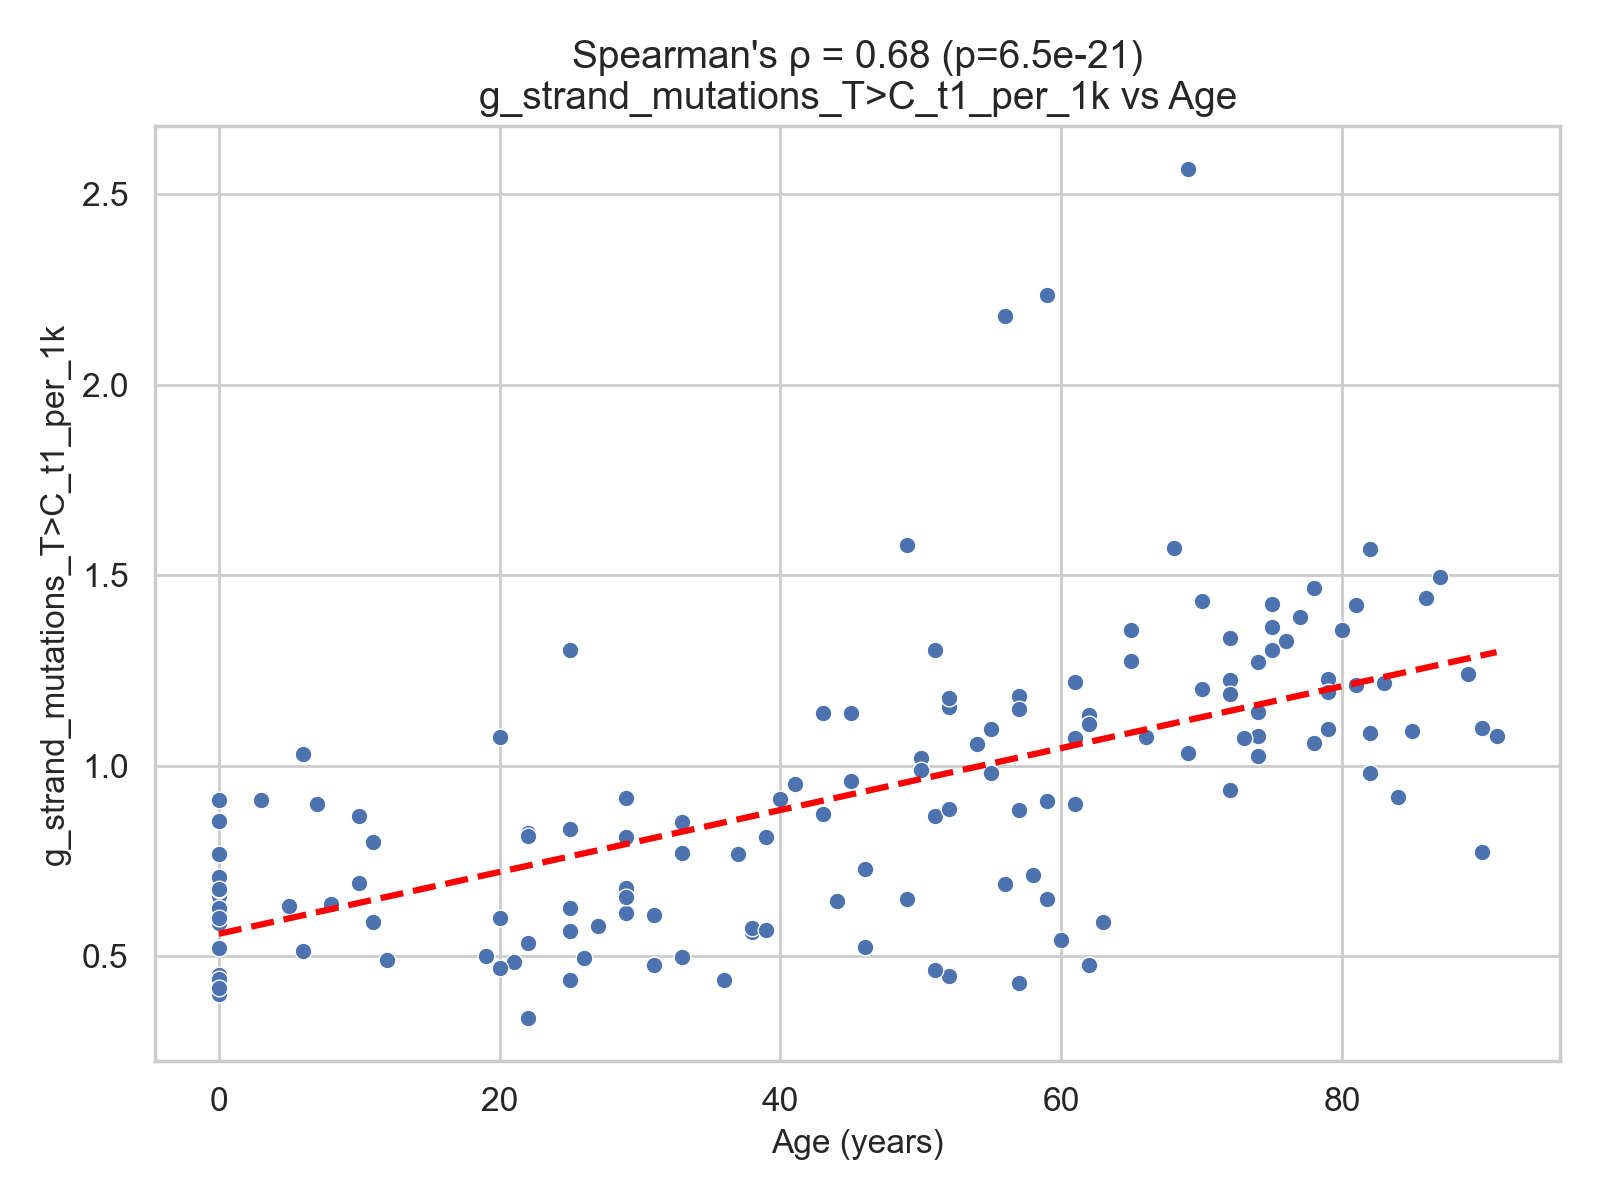 Spearman's ρ = 0.68 (p=6.5e-21)
g_strand_mutations_T>C_t1_per_1k vs Age
g_strand_mutations_T>C_t1_per_1k
2.5
2.0
1.5
1.0
0.5
0 20 40 60 80
Age (years)